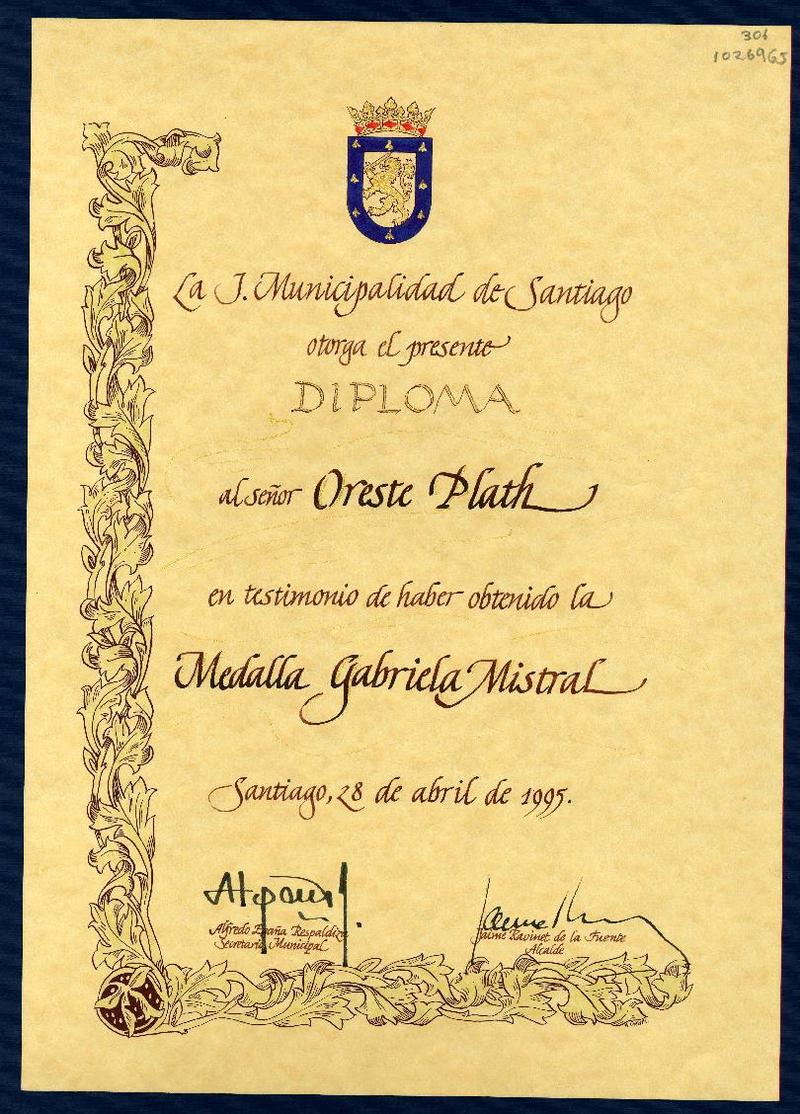 306
1026965
La I. Municipalidad de Santiago
otorga el presente
DIPLOMA
al señor Oreste Plath
en testimonio de haber obtenido la
Medalla Gabriela Mistral
Santiago, 28 de abril de 1995.
Alfredo Egaña Respaldiza
Secretario Municipal
Jaime Ravinet de la Fuente
Alcalde